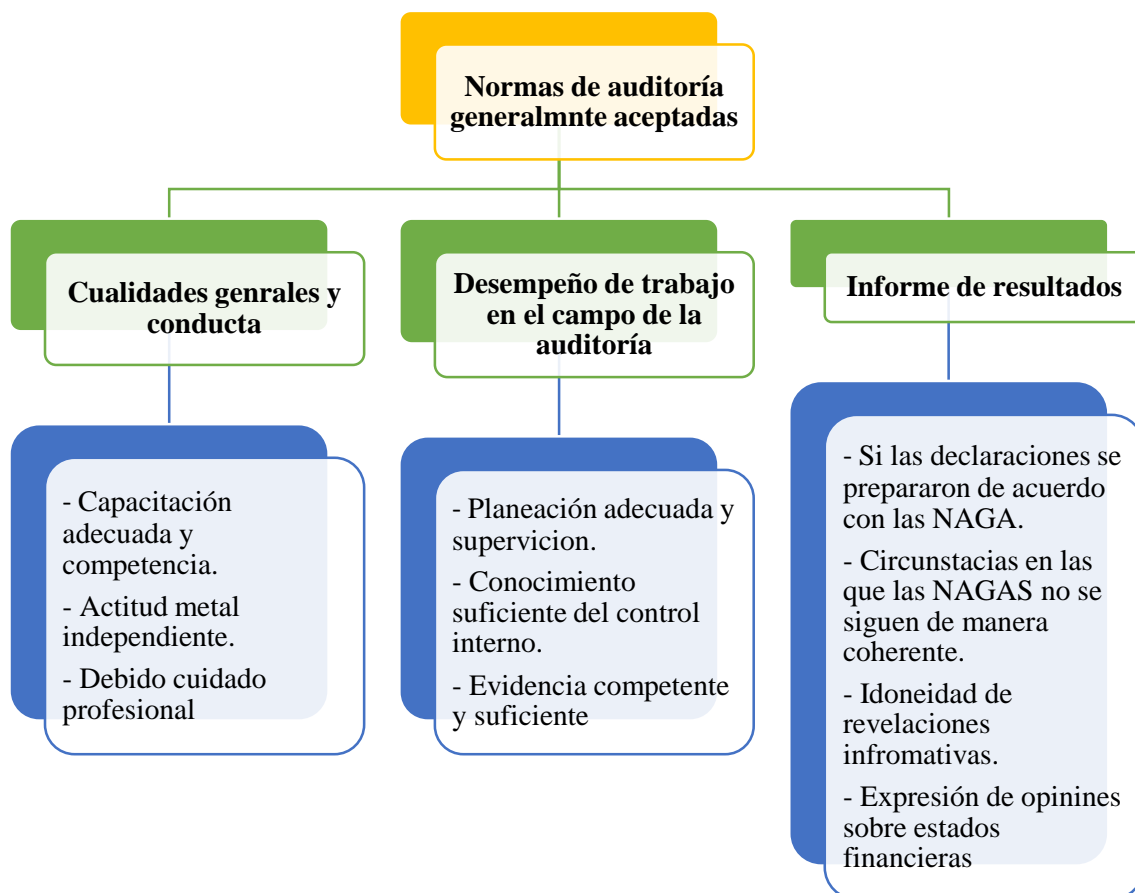 Normas de auditoría
generalmnte aceptadas
Cualidades genrales y
conducta
Desempeño de trabajo
en el campo de la
auditoría
Informe de resultados
- Capacitación
adecuada y
competencia.
- Actitud metal
independiente.
- Debido cuidado
profesional
- Planeación adecuada y
supervicion.
- Conocimiento
suficiente del control
interno.
- Evidencia competente
y suficiente
- Si las declaraciones se
prepararon de acuerdo
con las NAGA.
- Circunstacias en las
que las NAGAS no se
siguen de manera
coherente.
- Idoneidad de
revelaciones
infromativas.
- Expresión de opinines
sobre estados
financieras